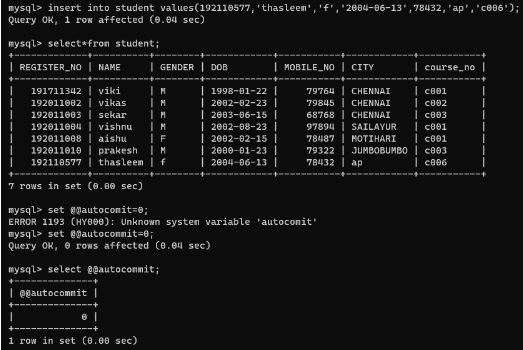 mysql> insert into student values(192110577,'thasleem','f','2004-06-13',78432,'ap','c006');
Query OK, 1 row affected (0.04 sec)
mysql> select*from student;
+-------------+----------+--------+------------+-----------+------------+-----------+
| REGISTER_NO | NAME | GENDER | DOB | MOBILE_NO | CITY | course_no |
+-------------+----------+--------+------------+-----------+------------+-----------+
| 191711342 | viki | M | 1998-01-22 | 79764 | CHENNAI | c001 |
| 192011002 | vikas | M | 2002-02-23 | 79845 | CHENNAI | c002 |
| 192011003 | sekar | M | 2003-06-15 | 68768 | CHENNAI | c003 |
| 192011004 | vishnu | M | 2002-08-23 | 97894 | SAILAYUR | c001 |
| 192011008 | aishu | F | 2002-02-15 | 78487 | MOTIHARI | c001 |
| 192011010 | prakesh | M | 2000-01-23 | 79322 | JUMBOBUMBO | c003 |
| 192110577 | thasleem | f | 2004-06-13 | 78432 | ap | c006 |
+-------------+----------+--------+------------+-----------+------------+-----------+
7 rows in set (0.00 sec)
mysql> set @@autocomit=0;
ERROR 1193 (HY000): Unknown system variable 'autocomit'
mysql> set @@autocommit=0;
Query OK, 0 rows affected (0.04 sec)
mysql> select @@autocommit;
+--------------+
| @@autocommit |
+--------------+
| 0 |
+--------------+
1 row in set (0.00 sec)